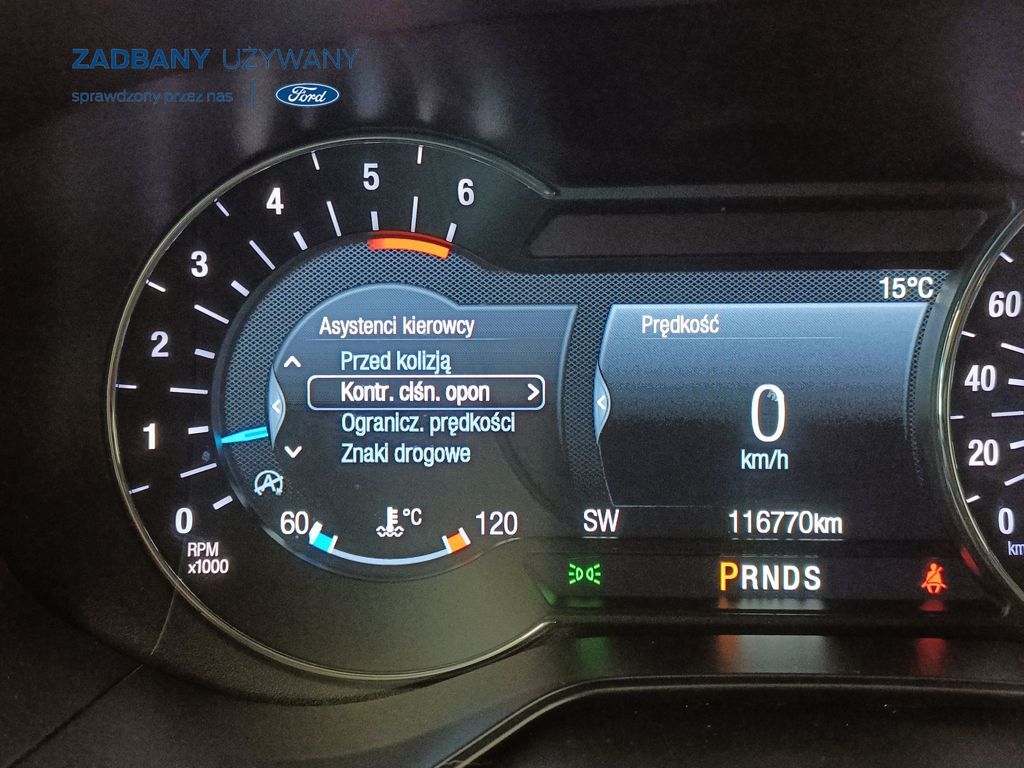 ZADBANY UŻYWANY
sprawdzony przez nas
Ford
0
1
2
3
4
5
6
RPM
x1000
Asystenci kierowcy
Przed kolizją
Kontr. ciśn. opon
Ogranicz. prędkości
Znaki drogowe
A
60
°C
120
15°C
Prędkość
0
km/h
SW
116770km
PRNDS
60
40
20
0
km